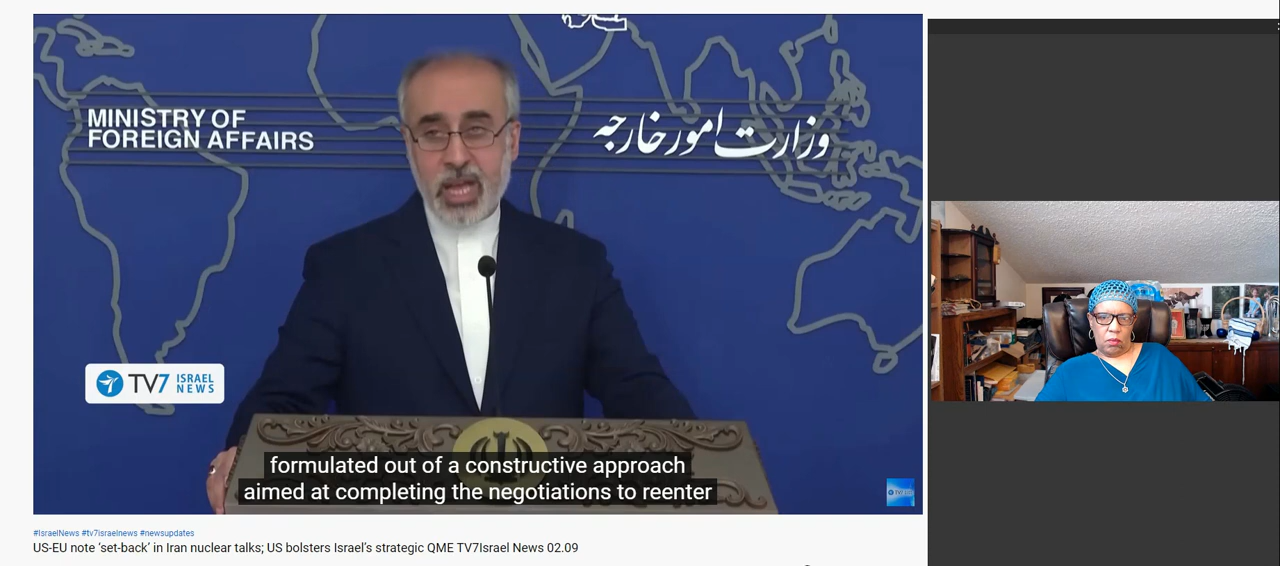 MINISTRY OF
FOREIGN AFFAIRS
وزارت امور خارجه
TV7 ISRAEL
NEWS
formulated out of a constructive approach
aimed at completing the negotiations to reenter
#IsraelNews #tv7israelnews #newsupdates
US-EU note ‘set-back’ in Iran nuclear talks; US bolsters Israel’s strategic QME TV7Israel News 02.09